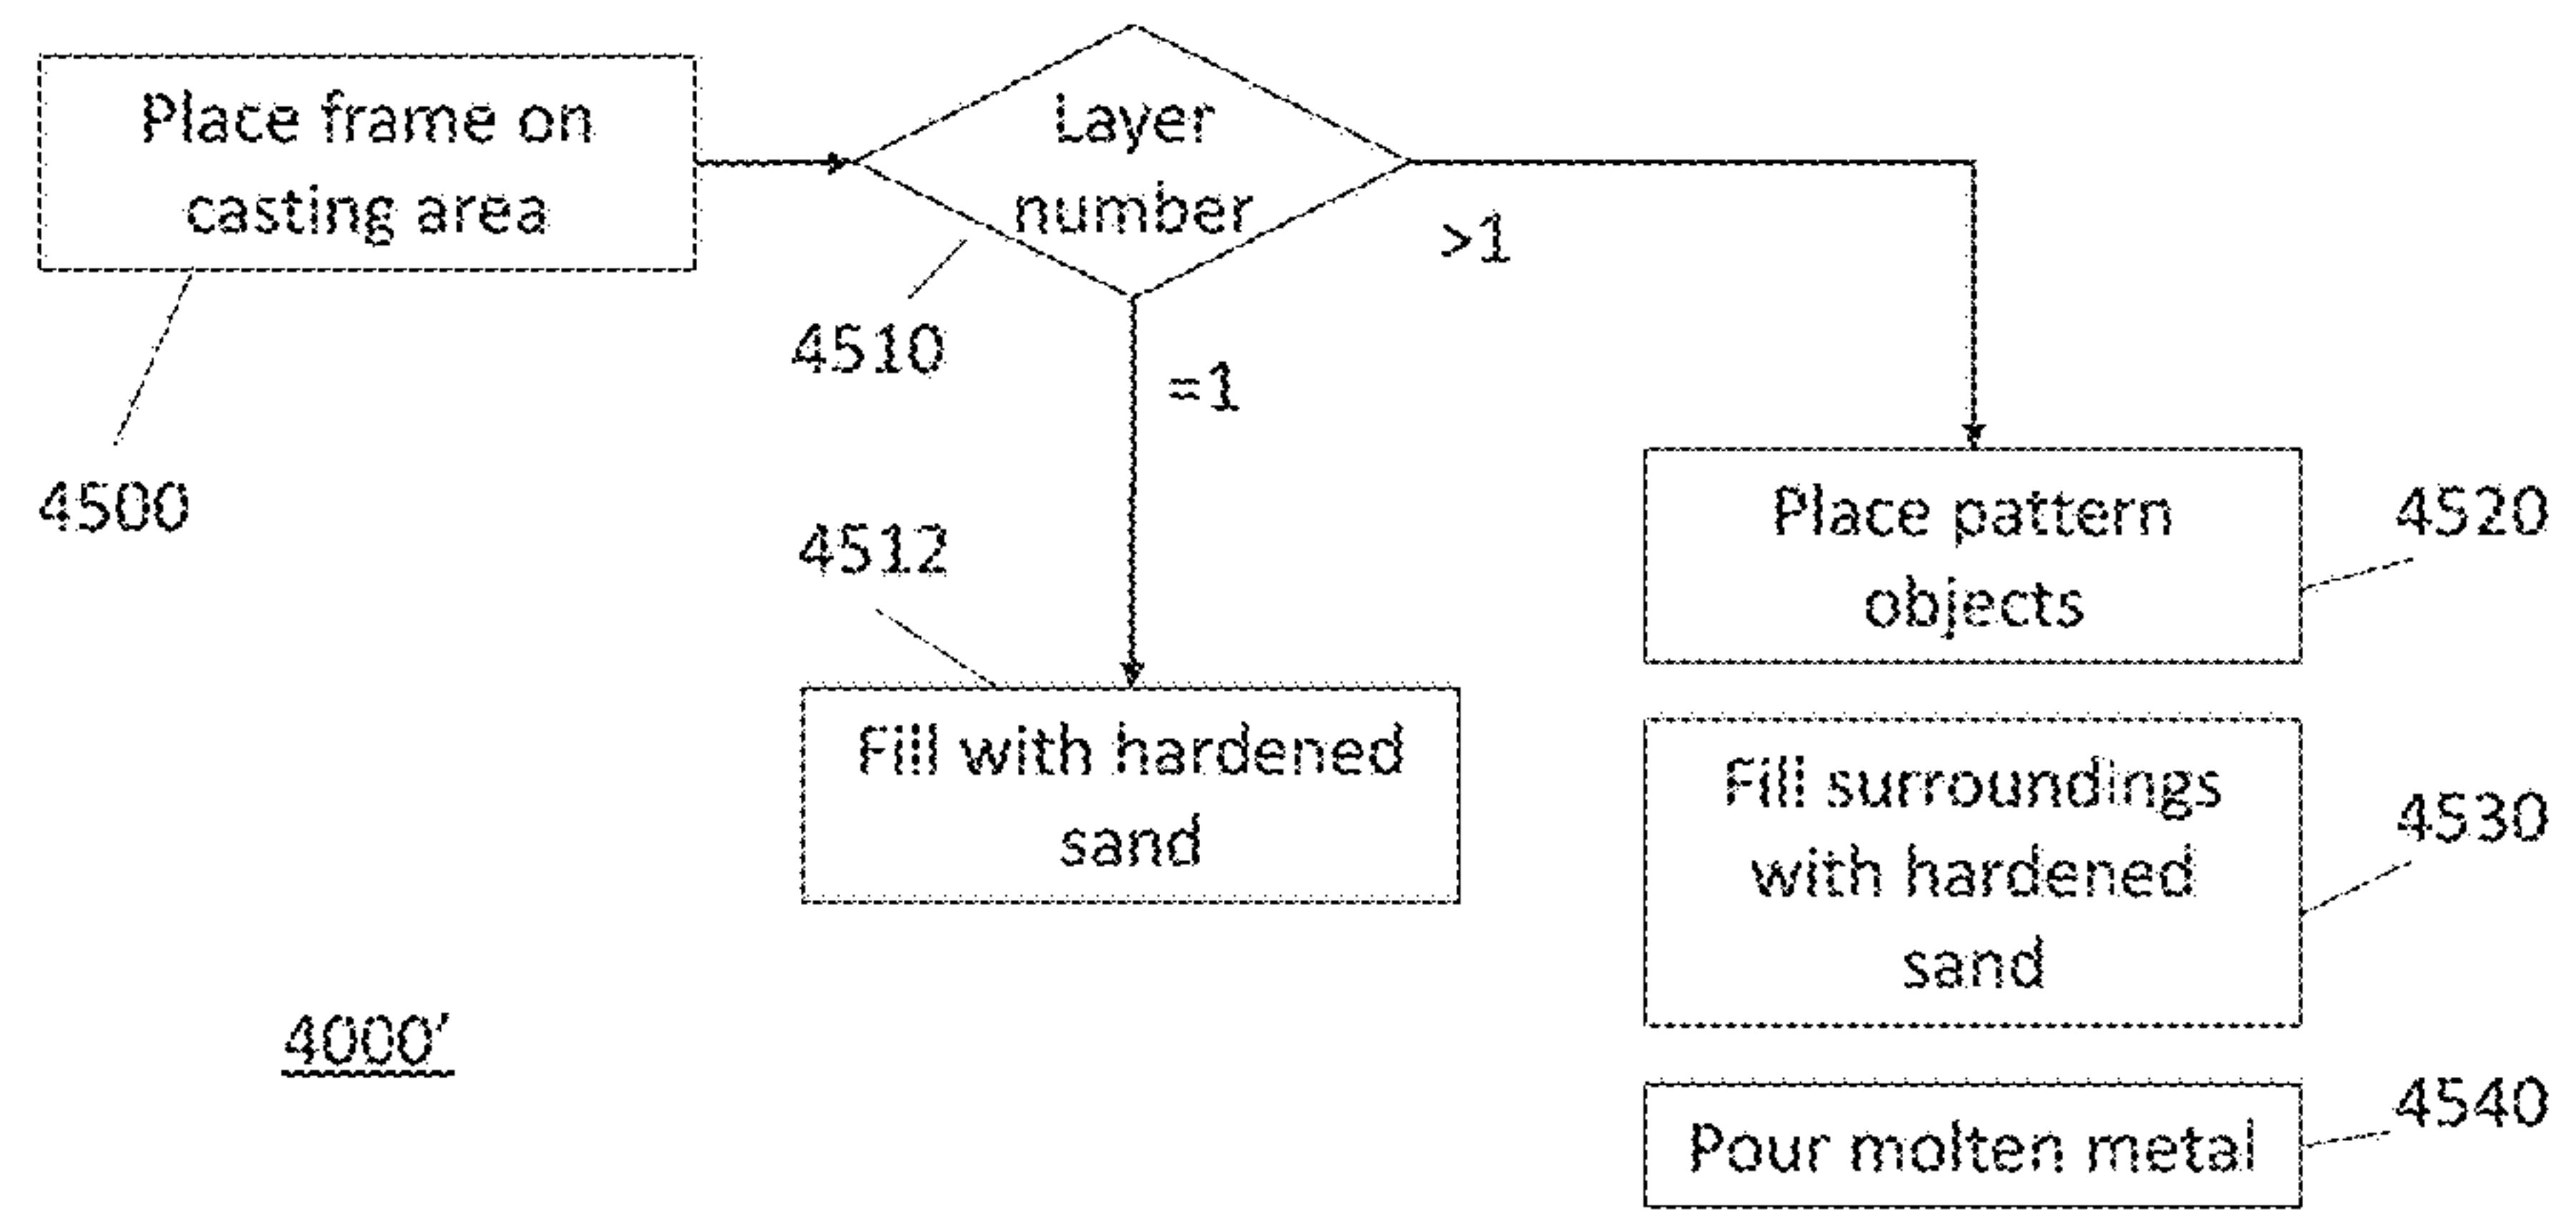 Place frame on
casting area
Layer
number
>1
4510
=1
4500
4512
Place pattern
objects
4520
Fill with hardened
sand
Fill surroundings
with hardened
sand
4530
4000’
Pour molten metal
4540